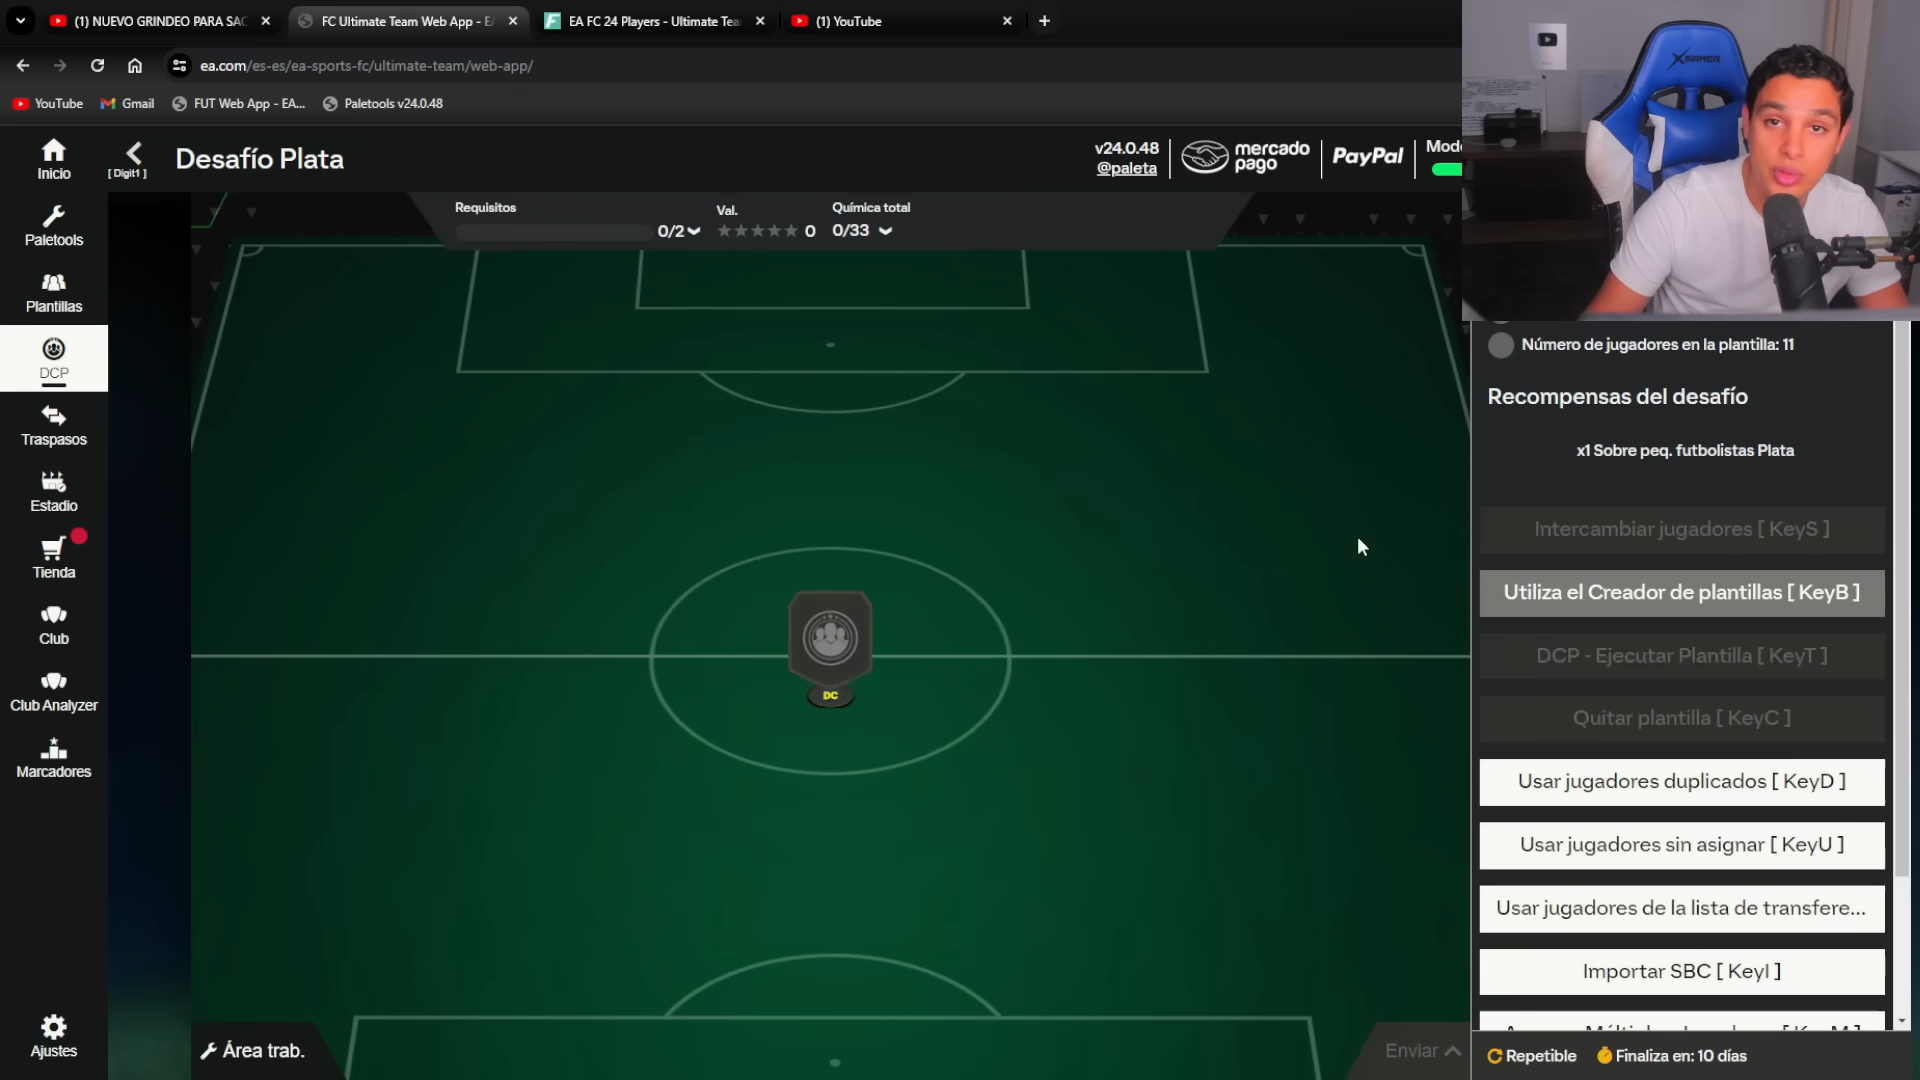 (1) NUEVO GRINDEO PARA SAC
FC Ultimate Team Web App - E
EA FC 24 Players - Ultimate Tea
(1) YouTube
ea.com/es-es/ea-sports-fc/ultimate-team/web-app/
YouTube
Gmail
FUT Web App - EA...
Paletools v24.0.48
XGAMER
Inicio
[ Digit1 ]
Desafío Plata
v24.0.48
@paleta
mercado
pago
PayPal
Mod
Paletools
Plantillas
DCP
Traspasos
Estadio
Tienda
Club
Club Analyzer
Marcadores
Ajustes
Requisitos
0/2
Val.
0
Química total
0/33
DC
Número de jugadores en la plantilla: 11
Recompensas del desafío
x1 Sobre peq. futbolistas Plata
Intercambiar jugadores [ KeyS ]
Utiliza el Creador de plantillas [ KeyB ]
DCP - Ejecutar Plantilla [ KeyT ]
Quitar plantilla [ KeyC ]
Usar jugadores duplicados [ KeyD ]
Usar jugadores sin asignar [ KeyU ]
Usar jugadores de la lista de transfere...
Importar SBC [ KeyI ]
Área trab.
Enviar
Repetible
Finaliza en: 10 días